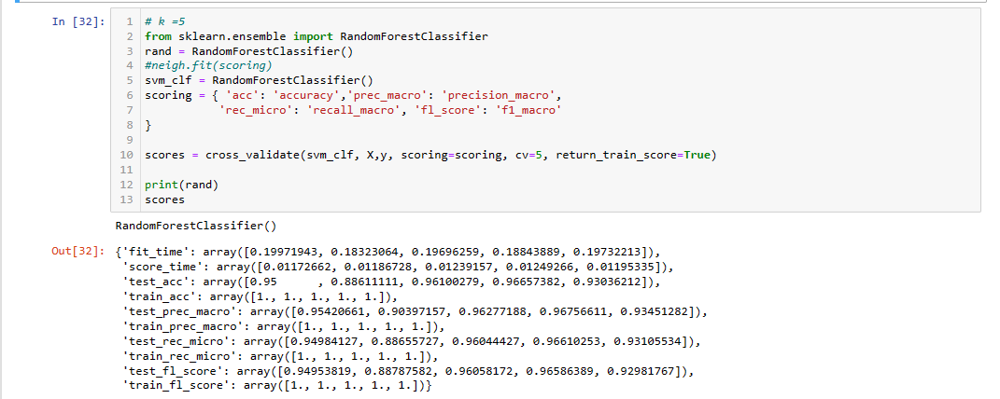 In [32]:
1 # k =5
2 from sklearn.ensemble import RandomForestClassifier
3 rand = RandomForestClassifier()
4 #neigh.fit(scoring)
5 svm_clf = RandomForestClassifier()
6 scoring = { 'acc': 'accuracy','prec_macro': 'precision_macro',
7            'rec_micro': 'recall_macro', 'fl_score': 'f1_macro'
8 }
9
10 scores = cross_validate(svm_clf, X,y, scoring=scoring, cv=5, return_train_score=True)
11
12 print(rand)
13 scores
RandomForestClassifier()
Out[32]: {'fit_time': array([0.19971943, 0.18323064, 0.19696259, 0.18843889, 0.19732213]),
'score_time': array([0.01172662, 0.01186728, 0.01239157, 0.01249266, 0.01195335]),
'test_acc': array([0.95      , 0.88611111, 0.96100279, 0.96657382, 0.93036212]),
'train_acc': array([1., 1., 1., 1., 1.]),
'test_prec_macro': array([0.95420661, 0.90397157, 0.96277188, 0.96756611, 0.93451282]),
'train_prec_macro': array([1., 1., 1., 1., 1.]),
'test_rec_micro': array([0.94984127, 0.88655727, 0.96044427, 0.96610253, 0.93105534]),
'train_rec_micro': array([1., 1., 1., 1., 1.]),
'test_fl_score': array([0.94953819, 0.88787582, 0.96058172, 0.96586389, 0.92981767]),
'train_fl_score': array([1., 1., 1., 1., 1.])}